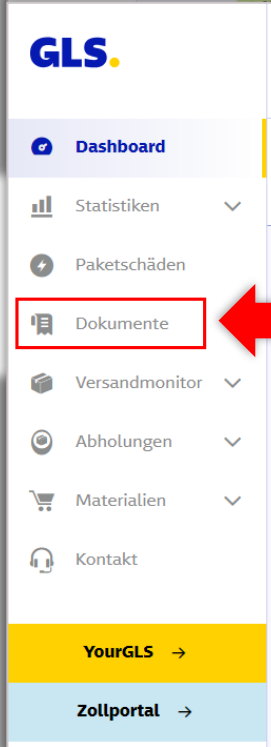 GLS.
Dashboard
Statistiken
Paketschäden
Dokumente
Versandmonitor
Abholungen
Materialien
Kontakt
YourGLS →
Zollportal →